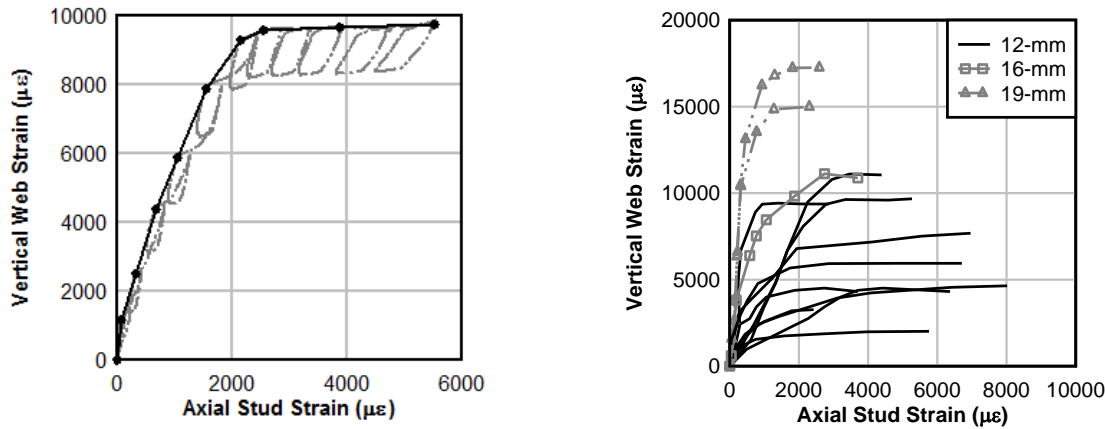 10000
8000
6000
4000
2000
0
Vertical Web Strain (με)
0 2000 4000 6000
Axial Stud Strain (με)
20000
15000
10000
5000
0
Vertical Web Strain (με)
12-mm
16-mm
19-mm
0 2000 4000 6000 8000 10000
Axial Stud Strain (με)